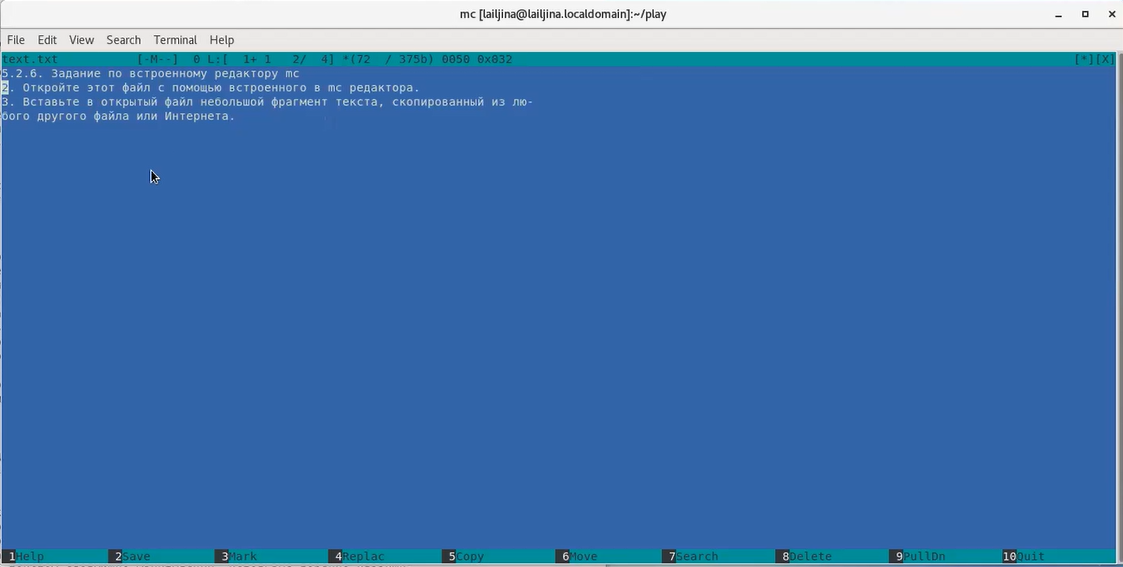 mc [lailjina@lailjina.localdomain]:~/play
File Edit View Search Terminal Help
text.txt [-M--] 0 L:[ 1+ 1 2/ 4] *(72 / 375b) 0050 0x032 [*][X]
5.2.6. Задание по встроенному редактору mc
2. Откройте этот файл с помощью встроенного в mc редактора.
3. Вставьте в открытый файл небольшой фрагмент текста, скопированный из лю-
бого другого файла или Интернета.
1Help 2Save 3Mark 4Replac 5Copy 6Move 7Search 8Delete 9PullDn 10Quit